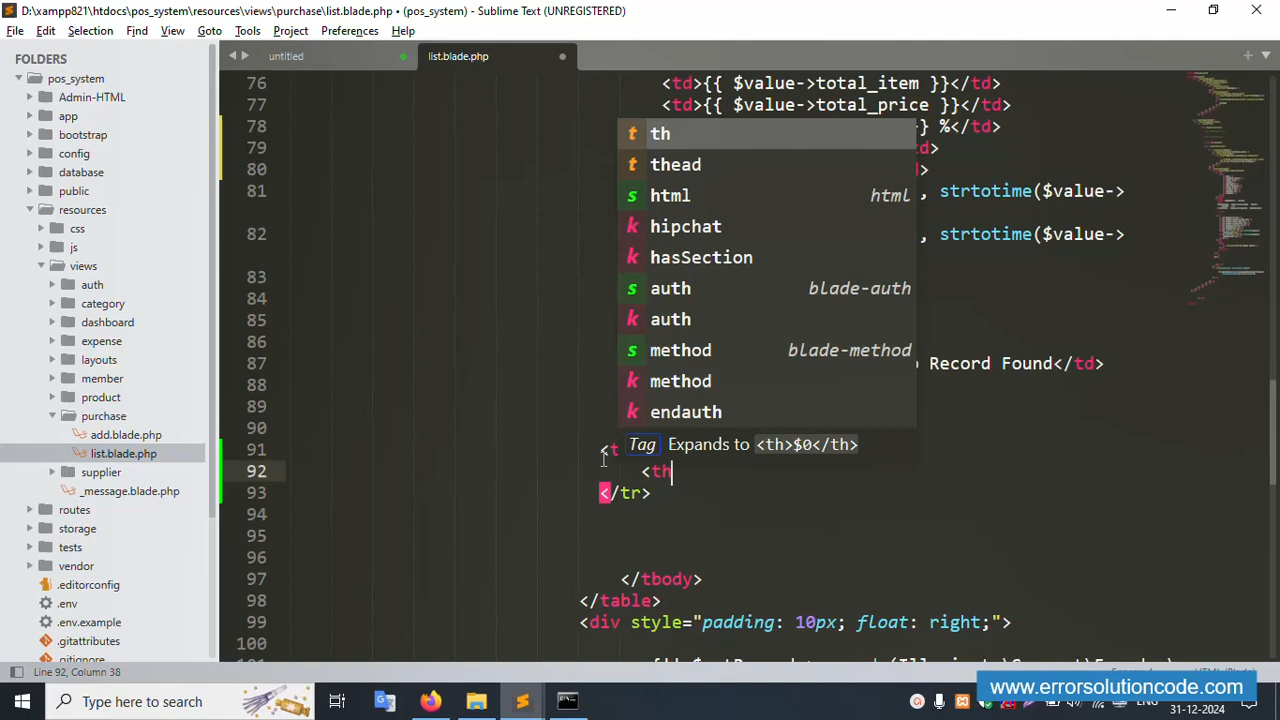 D:\xampp821\htdocs\pos_system\resources\views\purchase\list.blade.php • (pos_system) - Sublime Text (UNREGISTERED)
File Edit Selection Find View Goto Tools Project Preferences Help
FOLDERS
pos_system
Admin-HTML
app
bootstrap
config
database
public
resources
css
js
views
auth
category
dashboard
expense
layouts
member
product
purchase
add.blade.php
list.blade.php
supplier
_message.blade.php
routes
storage
tests
vendor
.editorconfig
.env
.env.example
.gitattributes
.gitignore
untitled
list.blade.php
76 <td>{{ $value->total_item }}</td>
77 <td>{{ $value->total_price }}</td>
78 }} %</td>
79 td>
80 d>
81 , strtotime($value->
82 , strtotime($value->
83
84
85
86
87 o Record Found</td>
88
89
90
91 <t
92 <th
93 </tr>
94
95
96
97 </tbody>
98 </table>
99 <div style="padding: 10px; float: right;">
100
t th
t thead
s html html
k hipchat
k hasSection
s auth blade-auth
k auth
s method blade-method
k method
k endauth
Tag Expands to <th>$0</th>
Line 92, Column 38
www.errorsolutioncode.com
Type here to search
ENG
31-12-2024